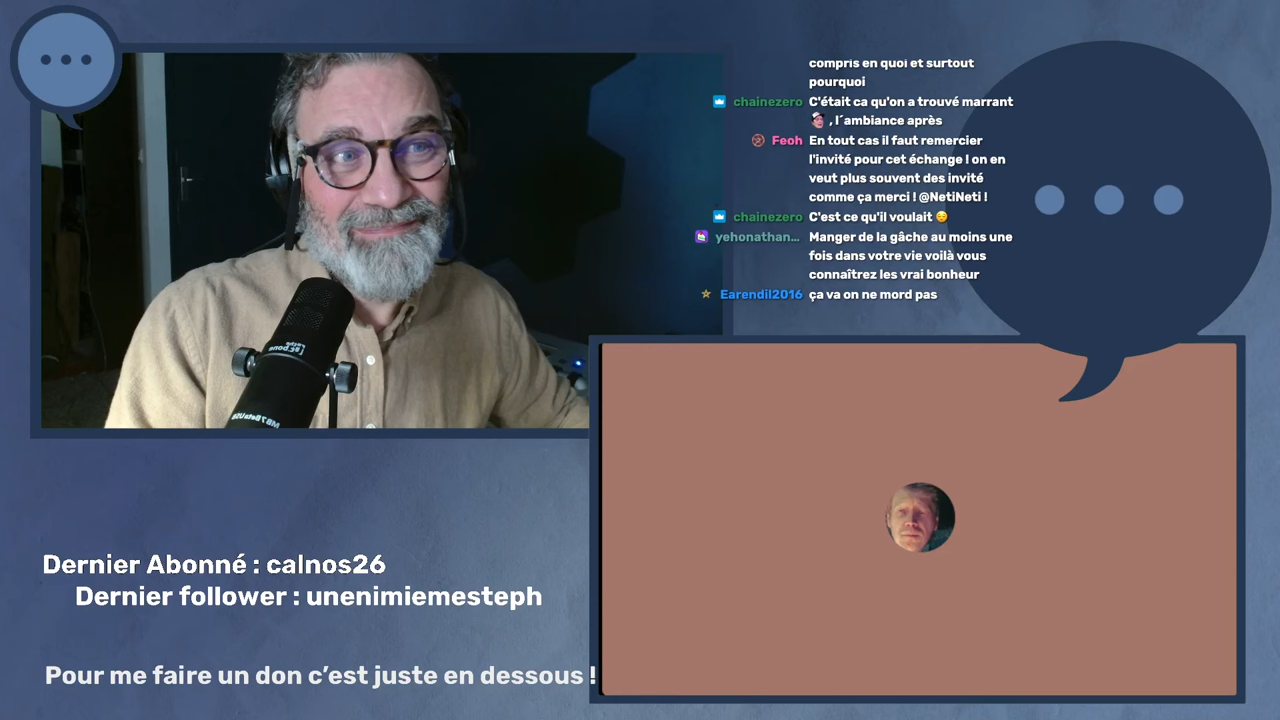 compris en quoi et surtout
pourquoi
chainezero C'était ca qu'on a trouvé marrant
, l´ambiance après
Feoh En tout cas il faut remercier
l'invité pour cet échange ! on en
veut plus souvent des invité
comme ça merci ! @NetiNeti !
chainezero C'est ce qu'il voulait 😏
yehonathan... Manger de la gâche au moins une
fois dans votre vie voilà vous
connaîtrez les vrai bonheur
Earendil2016 ça va on ne mord pas
Dernier Abonné : calnos26
Dernier follower : unenimiemesteph
Pour me faire un don c’est juste en dessous !